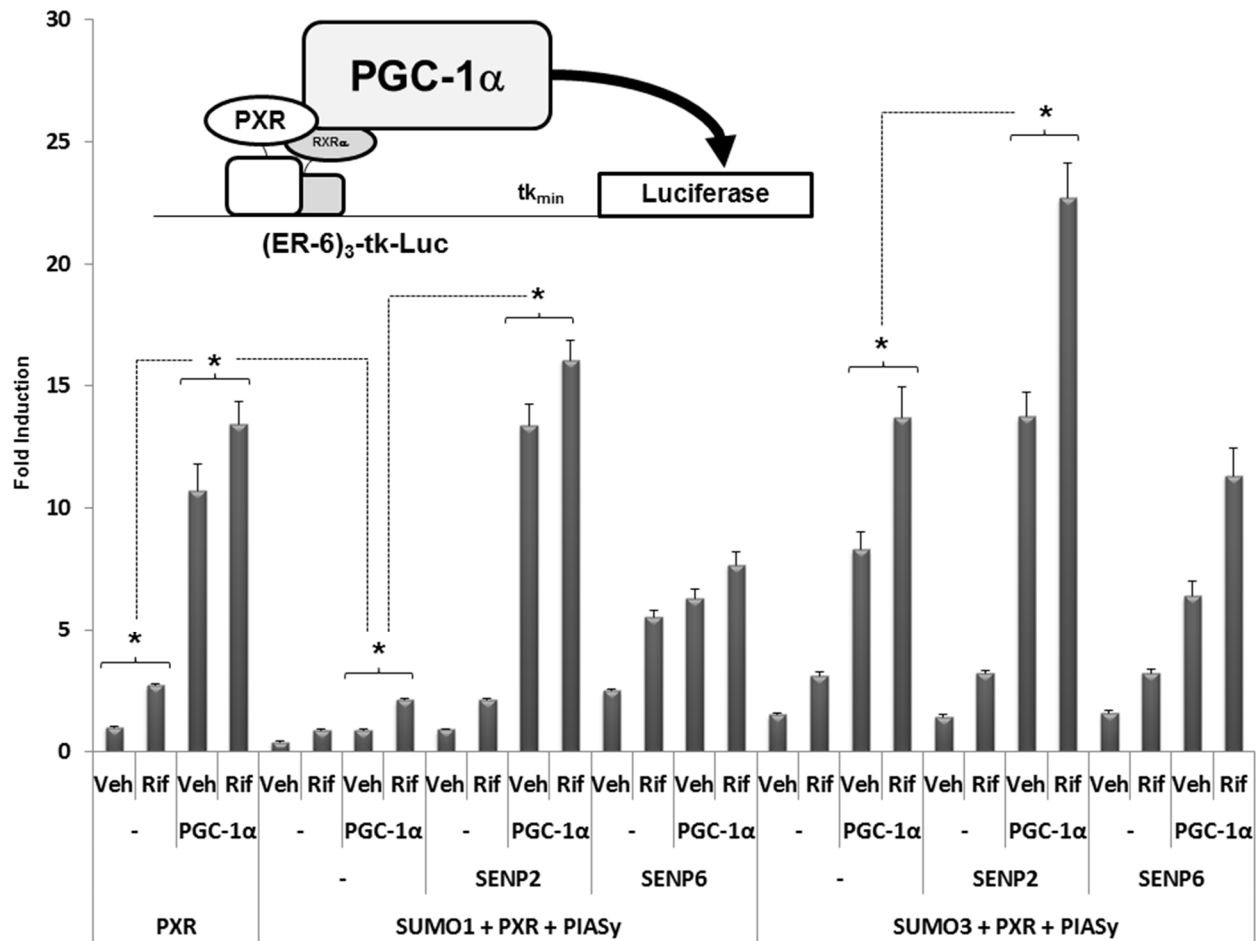 30
25
20
15
10
5
0
Fold Induction
PGC-1α
PXR
RXRα
tkmin
Luciferase
(ER-6)3-tk-Luc
*
*
*
*
*
*
*
Veh Rif Veh Rif Veh Rif Veh Rif Veh Rif Veh Rif Veh Rif Veh Rif Veh Rif Veh Rif Veh Rif Veh Rif Veh Rif Veh Rif
- PGC-1α - PGC-1α - PGC-1α - PGC-1α - PGC-1α - PGC-1α - PGC-1α
- SENP2 SENP6 - SENP2 SENP6
PXR SUMO1 + PXR + PIASy SUMO3 + PXR + PIASy